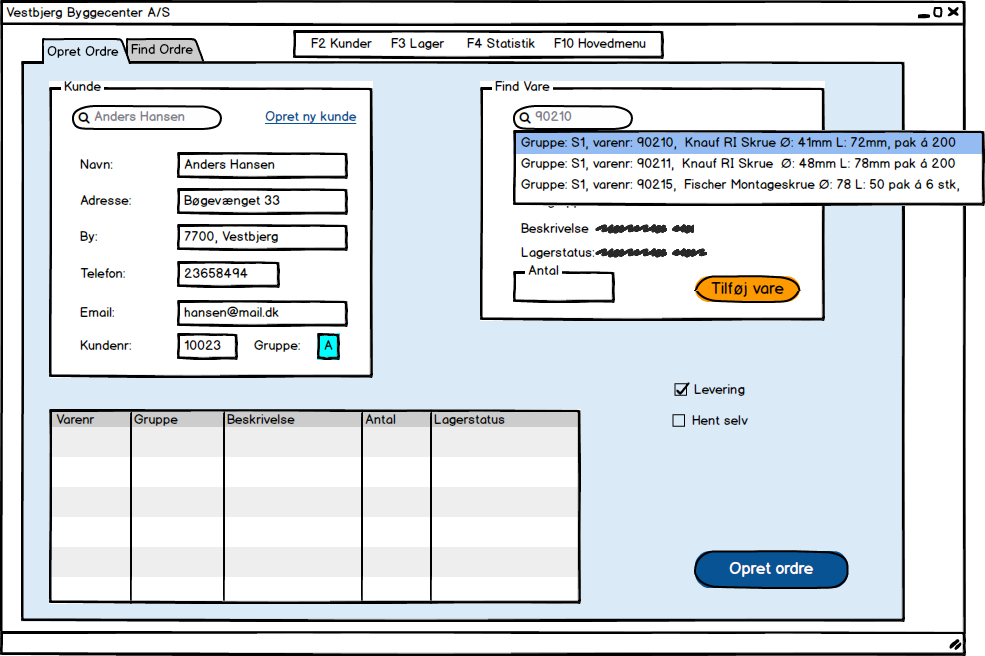 Vestbjerg Byggecenter A/S
F2 Kunder F3 Lager F4 Statistik F10 Hovedmenu
Opret Ordre Find Ordre
Kunde
Anders Hansen Opret ny kunde
Navn: Anders Hansen
Adresse: Bøgevænget 33
By: 7700, Vestbjerg
Telefon: 23658494
Email: hansen@mail.dk
Kundenr: 10023 Gruppe: A
Find Vare
90210
Gruppe: S1, varenr: 90210, Knauf RI Skrue Ø: 41mm L: 72mm, pak á 200
Gruppe: S1, varenr: 90211, Knauf RI Skrue Ø: 48mm L: 78mm pak á 200
Gruppe: S1, varenr: 90215, Fischer Montageskrue Ø: 78 L: 50 pak á 6 stk,
Beskrivelse
Lagerstatus:
Antal
Tilføj vare
Levering
Hent selv
Varenr Gruppe Beskrivelse Antal Lagerstatus
Opret ordre